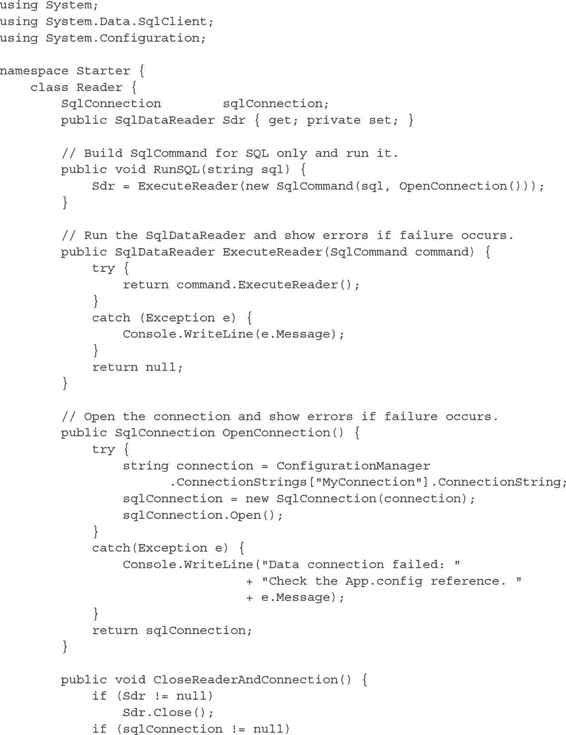 using System;
using System.Data.SqlClient;
using System.Configuration;

namespace Starter {
    class Reader {
        SqlConnection        sqlConnection;
        public SqlDataReader Sdr { get; private set; }

        // Build SqlCommand for SQL only and run it.
        public void RunSQL(string sql) {
            Sdr = ExecuteReader(new SqlCommand(sql, OpenConnection()));
        }

        // Run the SqlDataReader and show errors if failure occurs.
        public SqlDataReader ExecuteReader(SqlCommand command) {
            try {
                return command.ExecuteReader();
            }
            catch (Exception e) {
                Console.WriteLine(e.Message);
            }
            return null;
        }

        // Open the connection and show errors if failure occurs.
        public SqlConnection OpenConnection() {
            try {
                string connection = ConfigurationManager
                      .ConnectionStrings["MyConnection"].ConnectionString;
                sqlConnection = new SqlConnection(connection);
                sqlConnection.Open();
            }
            catch(Exception e) {
                Console.WriteLine("Data connection failed: "
                                + "Check the App.config reference. "
                                + e.Message);
            }
            return sqlConnection;
        }

        public void CloseReaderAndConnection() {
            if (Sdr != null)
                Sdr.Close();
            if (sqlConnection != null)